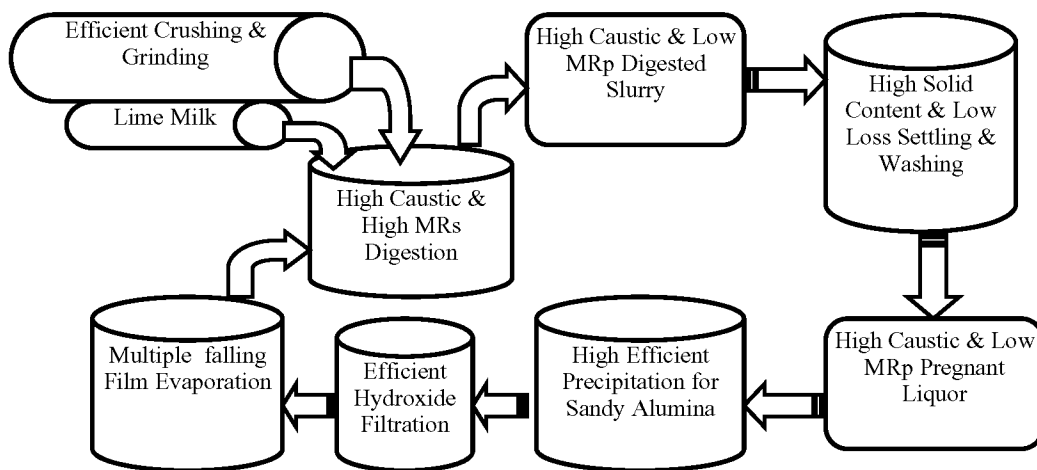 Efficient Crushing &
Grinding
Lime Milk
High Caustic &
High MRs
Digestion
High Caustic & Low
MRp Digested
Slurry
High Solid
Content & Low
Loss Settling &
Washing
High Caustic & Low
MRp Pregnant
Liquor
High Efficient
Precipitation for
Sandy Alumina
Efficient
Hydroxide
Filtration
Multiple falling
Film Evaporation